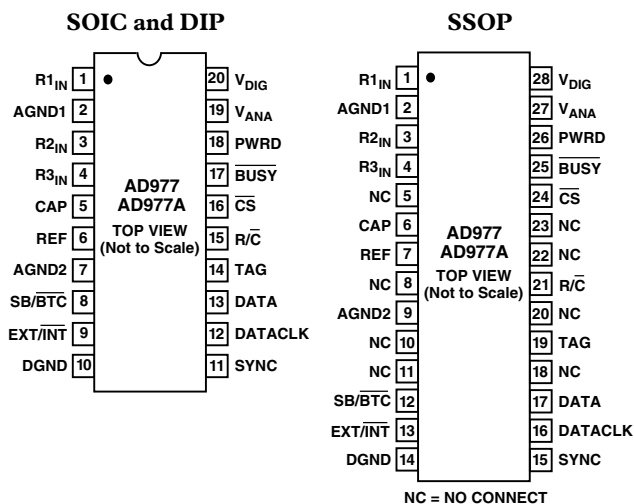 SOIC and DIP
R1IN 1
AGND1 2
R2IN 3
R3IN 4
CAP 5
REF 6
AGND2 7
SB/BTC 8
EXT/INT 9
DGND 10
AD977
AD977A
TOP VIEW
(Not to Scale)
20 VDIG
19 VANA
18 PWRD
17 BUSY
16 CS
15 R/C
14 TAG
13 DATA
12 DATACLK
11 SYNC
SSOP
R1IN 1
AGND1 2
R2IN 3
R3IN 4
NC 5
CAP 6
REF 7
NC 8
AGND2 9
NC 10
NC 11
SB/BTC 12
EXT/INT 13
DGND 14
AD977
AD977A
TOP VIEW
(Not to Scale)
28 VDIG
27 VANA
26 PWRD
25 BUSY
24 CS
23 NC
22 NC
21 R/C
20 NC
19 TAG
18 NC
17 DATA
16 DATACLK
15 SYNC
NC = NO CONNECT